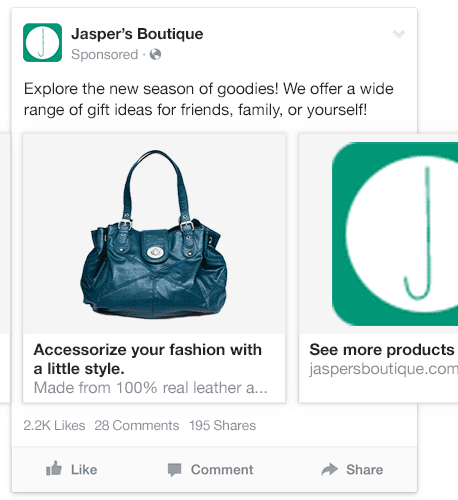 Jasper's Boutique
Sponsored ·
Explore the new season of goodies! We offer a wide
range of gift ideas for friends, family, or yourself!
Accessorize your fashion with
a little style.
Made from 100% real leather a...
See more products
jaspersboutique.com
2.2K Likes 28 Comments 195 Shares
Like Comment Share